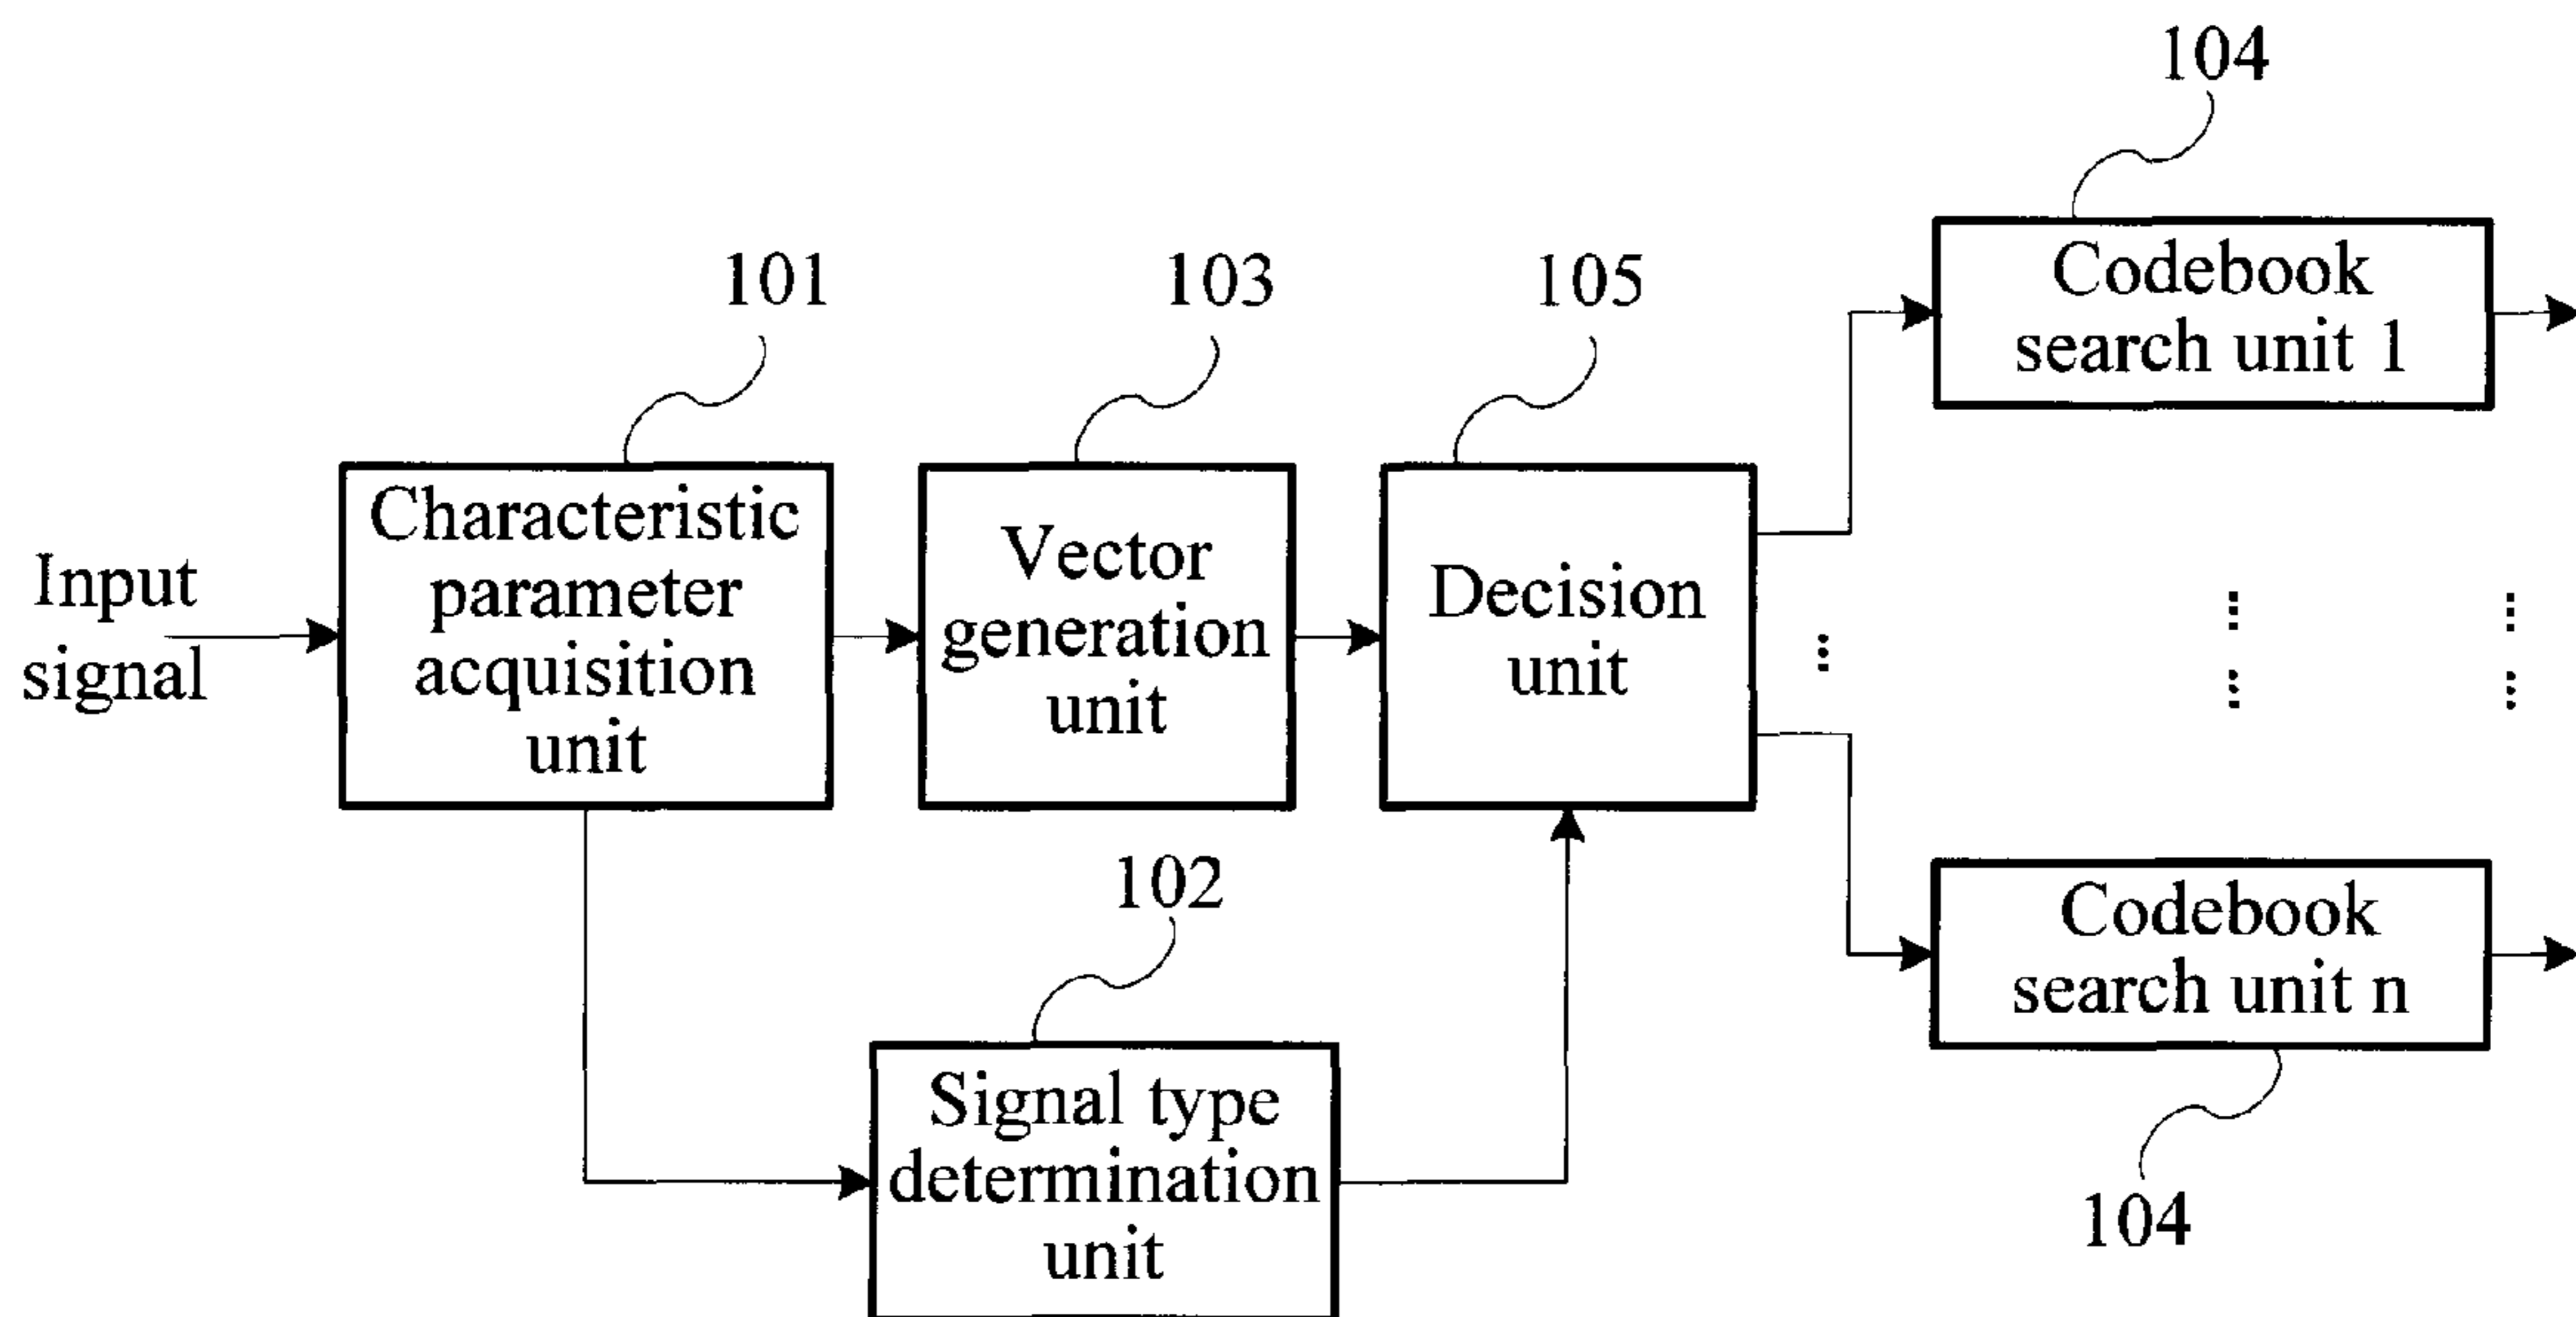 104
Codebook
search unit 1
101
103
105
Input
signal
Characteristic
parameter
acquisition
unit
Vector
generation
unit
Decision
unit
...
...
...
...
...
102
Signal type
determination
unit
Codebook
search unit n
104